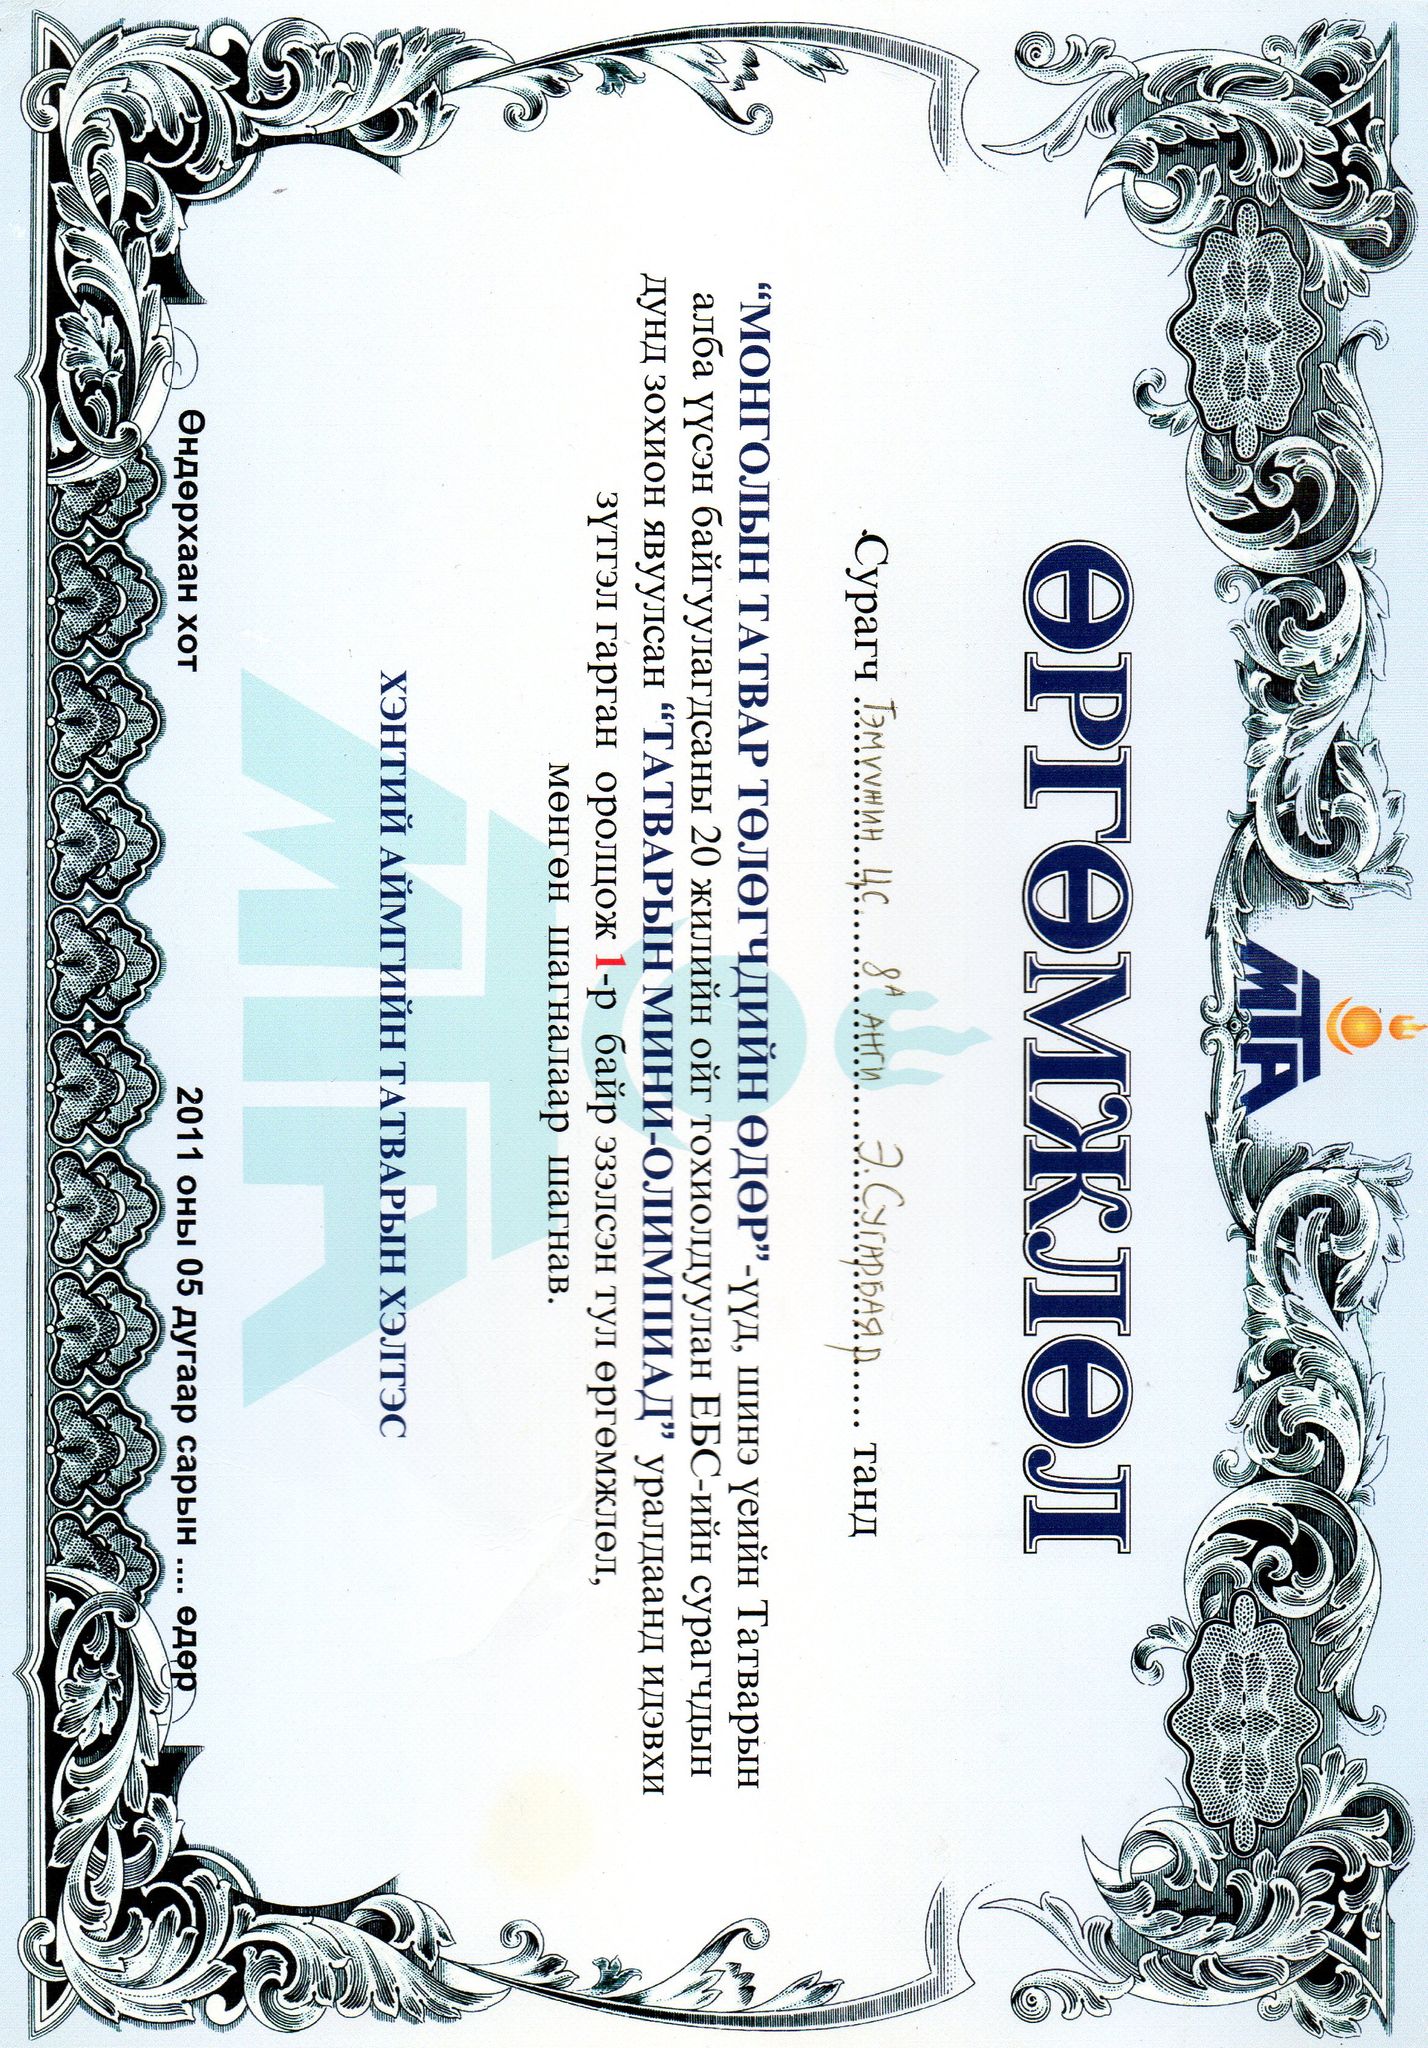 МТА
ӨРГӨМЖЛӨЛ
Сурагч Тэмүүжин ЦС. 8А анги Э.Сугарбаяр танд
“МОНГОЛЫН ТАТВАР ТӨЛӨГЧДИЙН ӨДӨР”-үүд, шинэ үеийн Татварын
алба үүсэн байгуулагдсаны 20 жилийн ойг тохиолдуулан ЕБС-ийн сурагчдын
дунд зохион явуулсан “ТАТВАРЫН МИНИ-ОЛИМПИАД” уралдаанд идэвхи
зүтгэл гарган оролцож 1-р байр эзэлсэн тул өргөмжлөл,
мөнгөн шагналаар шагнав.
МТА
ХЭНТИЙ АЙМГИЙН ТАТВАРЫН ХЭЛТЭС
Өндөрхаан хот 2011 оны 05 дугаар сарын .... өдөр